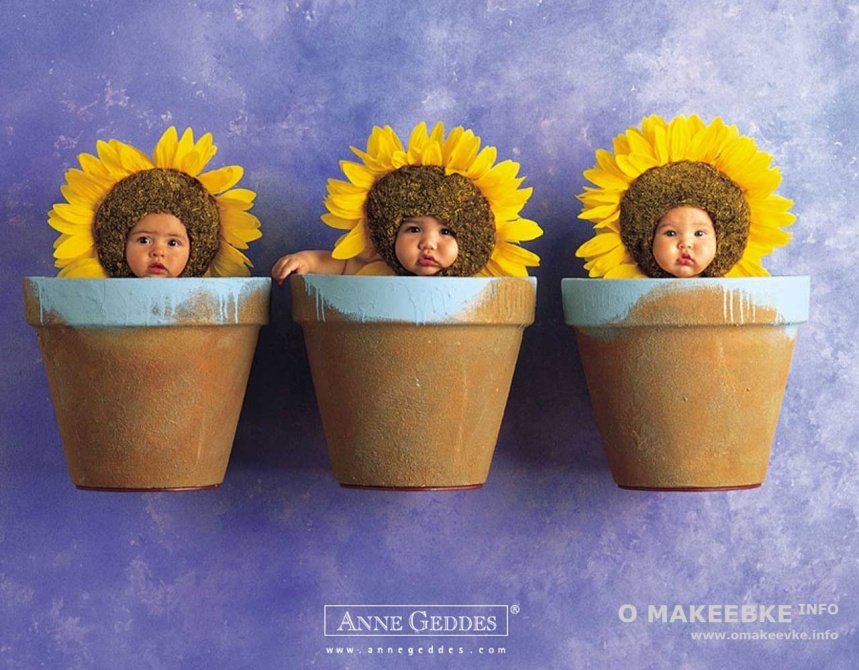 ANNE GEDDES®
www.annegeddes.com
O MAKEEBKE INFO
www.omakeevke.info